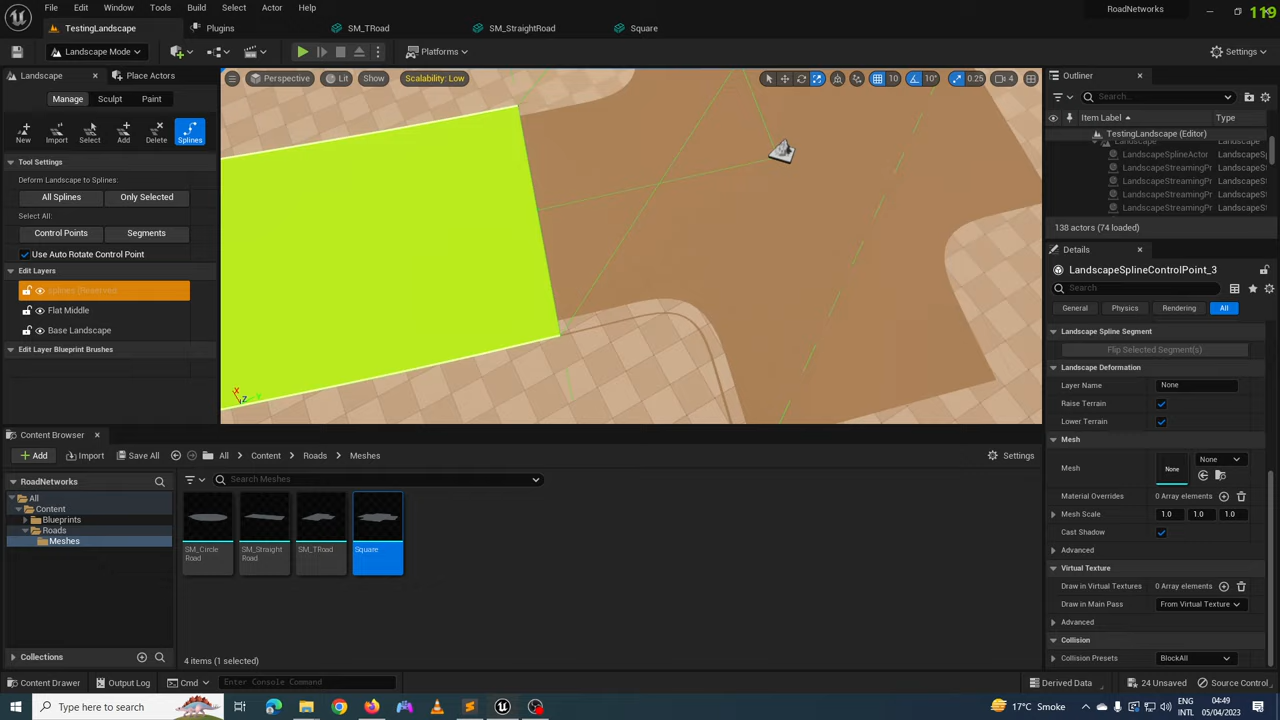 File Edit Window Tools Build Select Actor Help
RoadNetworks
119
TestingLandscape Plugins SM_TRoad SM_StraightRoad Square
Landscape Mode Platforms Settings
Landscape Place Actors
Perspective Lit Show Scalability: Low 10 10° 0.25 4
Outliner
Manage Sculpt Paint
Search...
Item Label Type
New Import Select Add Delete Splines
TestingLandscape (Editor)
Landscape
LandscapeSplineActor LandscapeS
LandscapeStreamingPr LandscapeS
LandscapeStreamingPr LandscapeS
LandscapeStreamingPr LandscapeS
138 actors (74 loaded)
Tool Settings
Deform Landscape to Splines:
All Splines Only Selected
Select All:
Control Points Segments
Use Auto Rotate Control Point
Edit Layers
splines (Reserved
Flat Middle
Base Landscape
Edit Layer Blueprint Brushes
X
Z Y
Details
LandscapeSplineControlPoint_3
Search
General Physics Rendering All
Landscape Spline Segment
Flip Selected Segment(s)
Landscape Deformation
Layer Name None
Raise Terrain
Lower Terrain
Mesh
Mesh None None
Material Overrides 0 Array elements
Mesh Scale 1.0 1.0 1.0
Cast Shadow
Advanced
Virtual Texture
Draw in Virtual Textures 0 Array elements
Draw in Main Pass From Virtual Texture
Advanced
Collision
Collision Presets BlockAll
Content Browser
Add Import Save All All Content Roads Meshes Settings
RoadNetworks
Search Meshes
All
Content
Blueprints
Roads
Meshes
SM_Circle
Road
SM_Straight
Road
SM_TRoad
Square
Collections
4 items (1 selected)
Content Drawer Output Log Cmd Enter Console Command Derived Data 24 Unsaved Source Control
Type here to search
17°C Smoke
04:49
05/04/2023